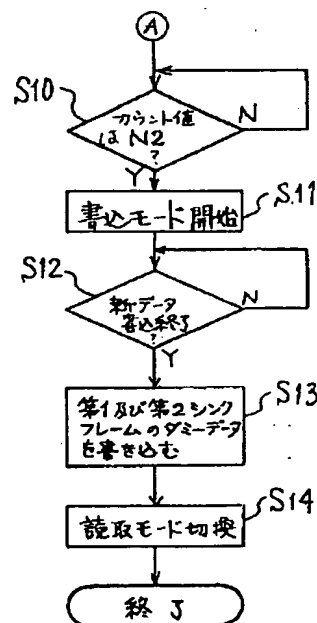 A
S10
カウント値
は N2
?
N
Y
S11
書込モード開始
S12
新データ
書込終了
?
N
Y
S13
第1及び第2シンク
フレームのダミーデータ
を書き込む
S14
読取モード切換
終了